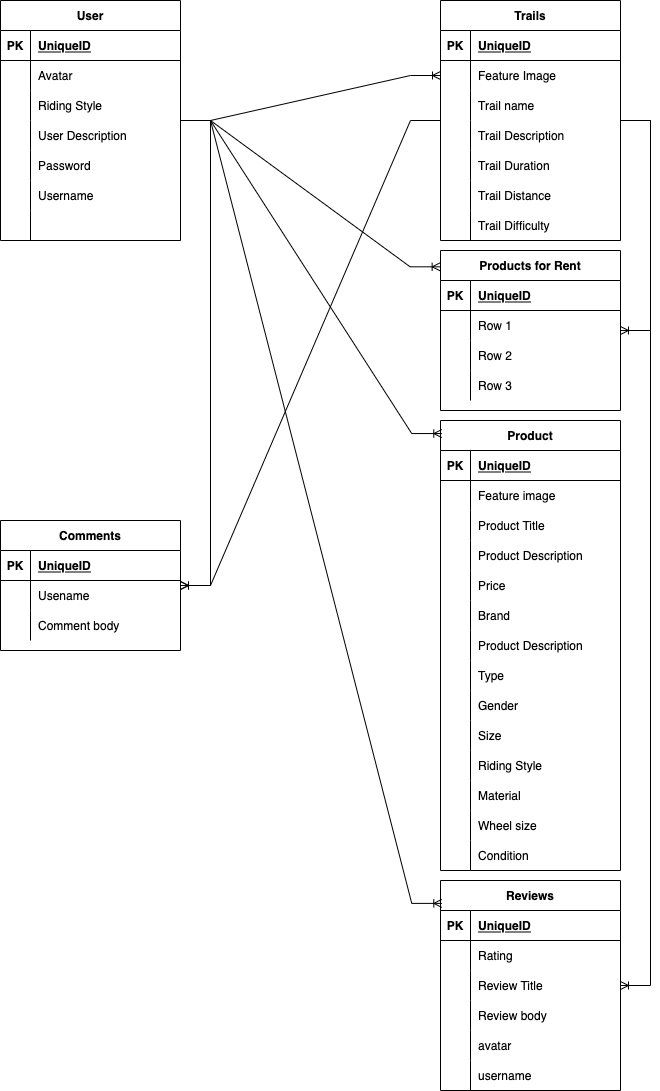 User
PK UniqueID
Avatar
Riding Style
User Description
Password
Username
Trails
PK UniqueID
Feature Image
Trail name
Trail Description
Trail Duration
Trail Distance
Trail Difficulty
Products for Rent
PK UniqueID
Row 1
Row 2
Row 3
Product
PK UniqueID
Feature image
Product Title
Product Description
Price
Brand
Product Description
Type
Gender
Size
Riding Style
Material
Wheel size
Condition
Comments
PK UniqueID
Usename
Comment body
Reviews
PK UniqueID
Rating
Review Title
Review body
avatar
username